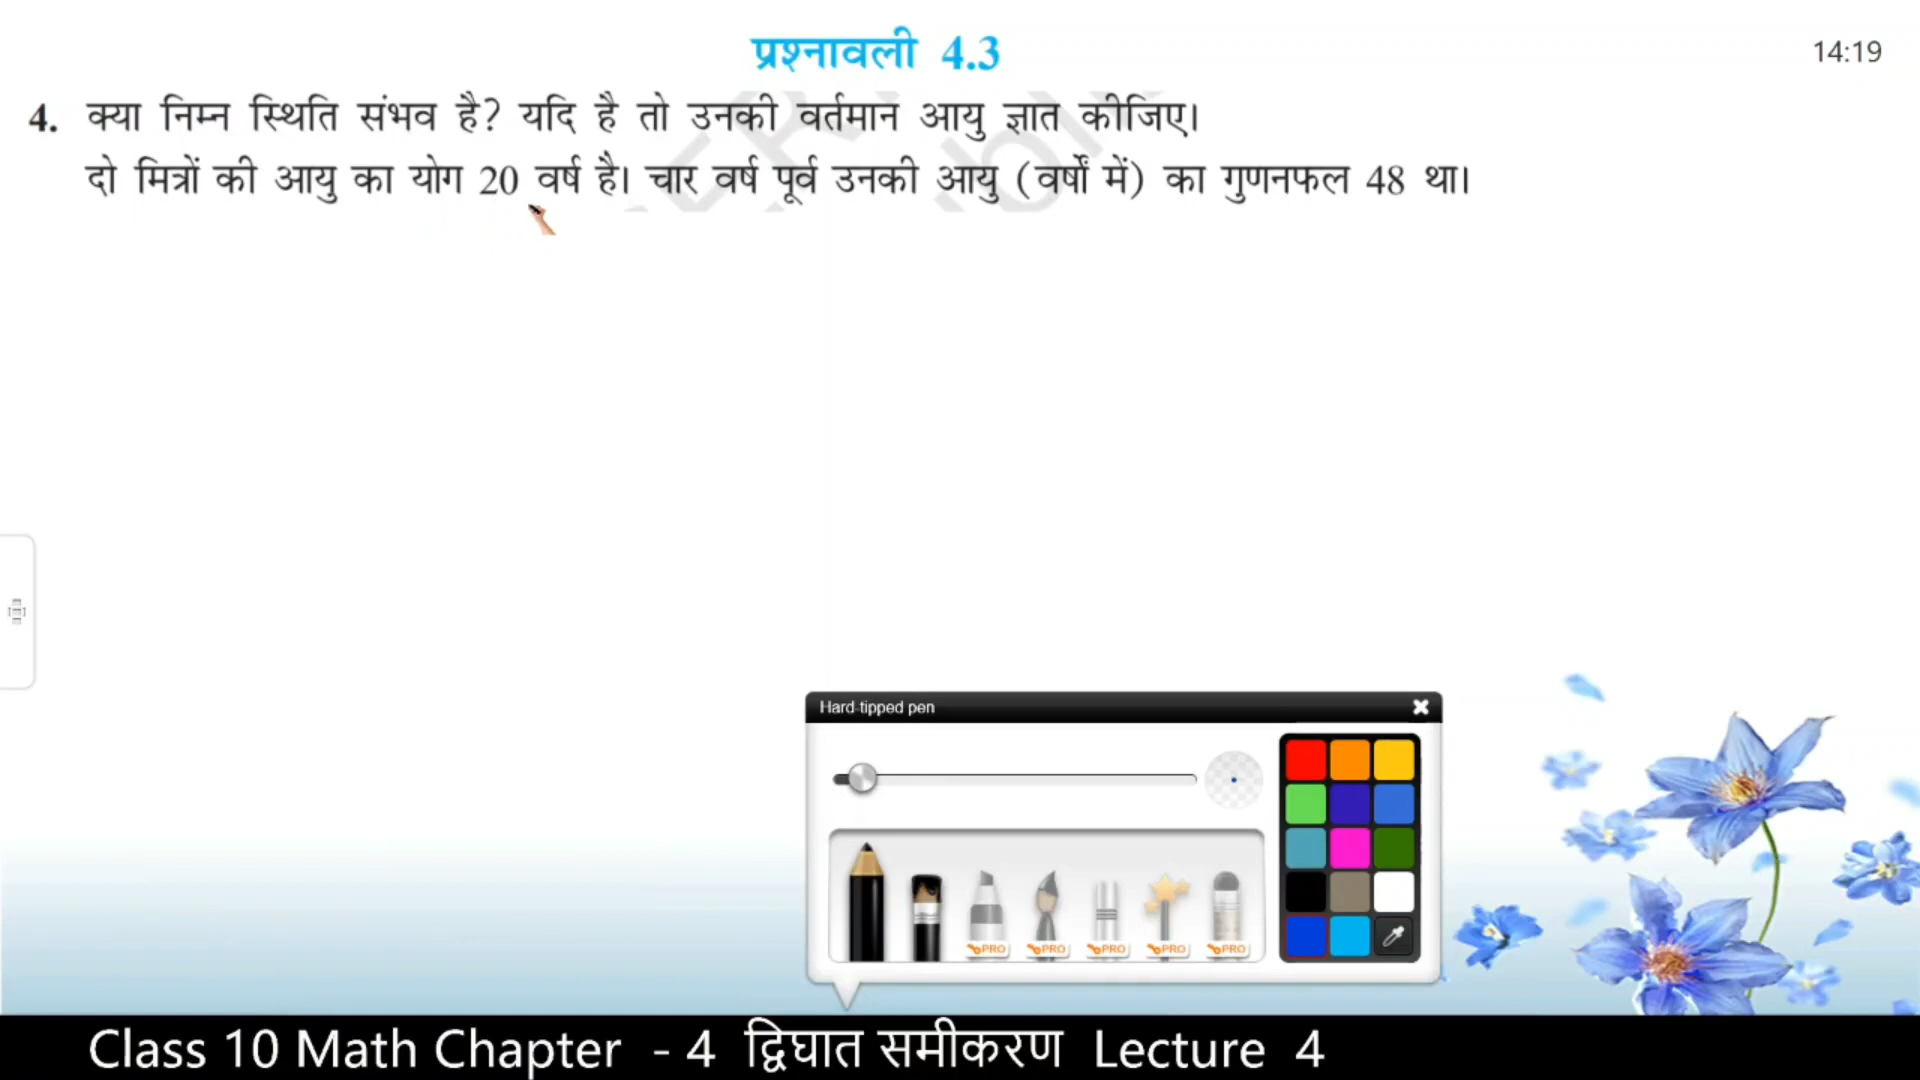 प्रश्नावली 4.3
14:19
4. क्या निम्न स्थिति संभव है? यदि है तो उनकी वर्तमान आयु ज्ञात कीजिए।
दो मित्रों की आयु का योग 20 वर्ष है। चार वर्ष पूर्व उनकी आयु (वर्षों में) का गुणनफल 48 था।
Hard-tipped pen
PRO PRO PRO PRO PRO
Class 10 Math Chapter - 4 द्विघात समीकरण Lecture 4